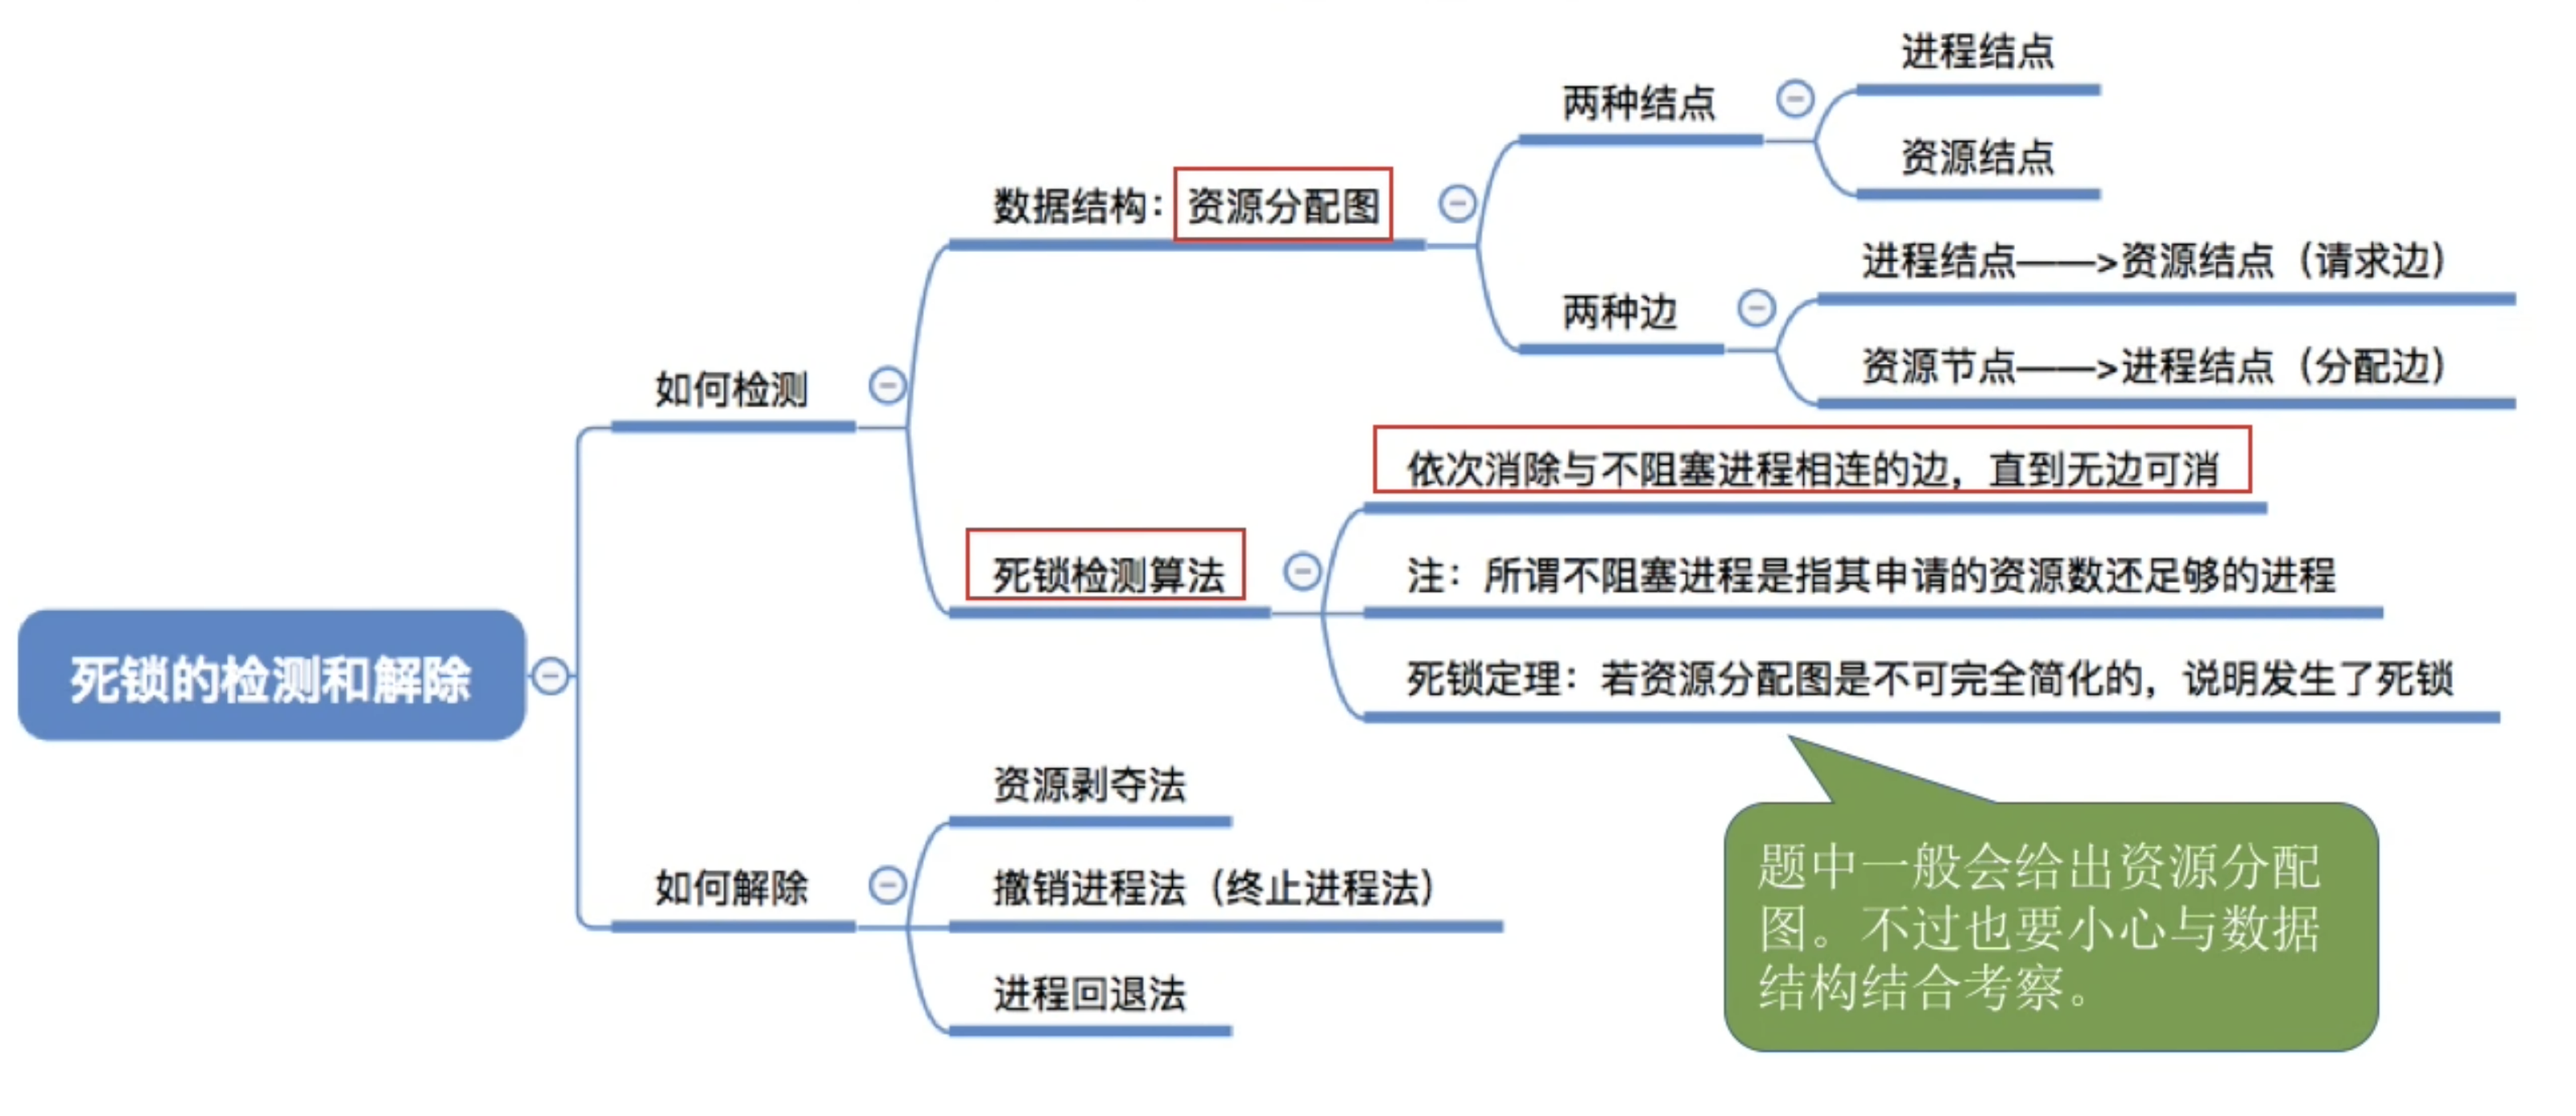 进程结点
两种结点
资源结点
数据结构：资源分配图
进程结点——>资源结点（请求边）
两种边
资源节点——>进程结点（分配边）
如何检测
依次消除与不阻塞进程相连的边，直到无边可消
死锁检测算法
注：所谓不阻塞进程是指其申请的资源数还足够的进程
死锁定理：若资源分配图是不可完全简化的，说明发生了死锁
死锁的检测和解除
资源剥夺法
如何解除
撤销进程法（终止进程法）
进程回退法
题中一般会给出资源分配
图。不过也要小心与数据
结构结合考察。